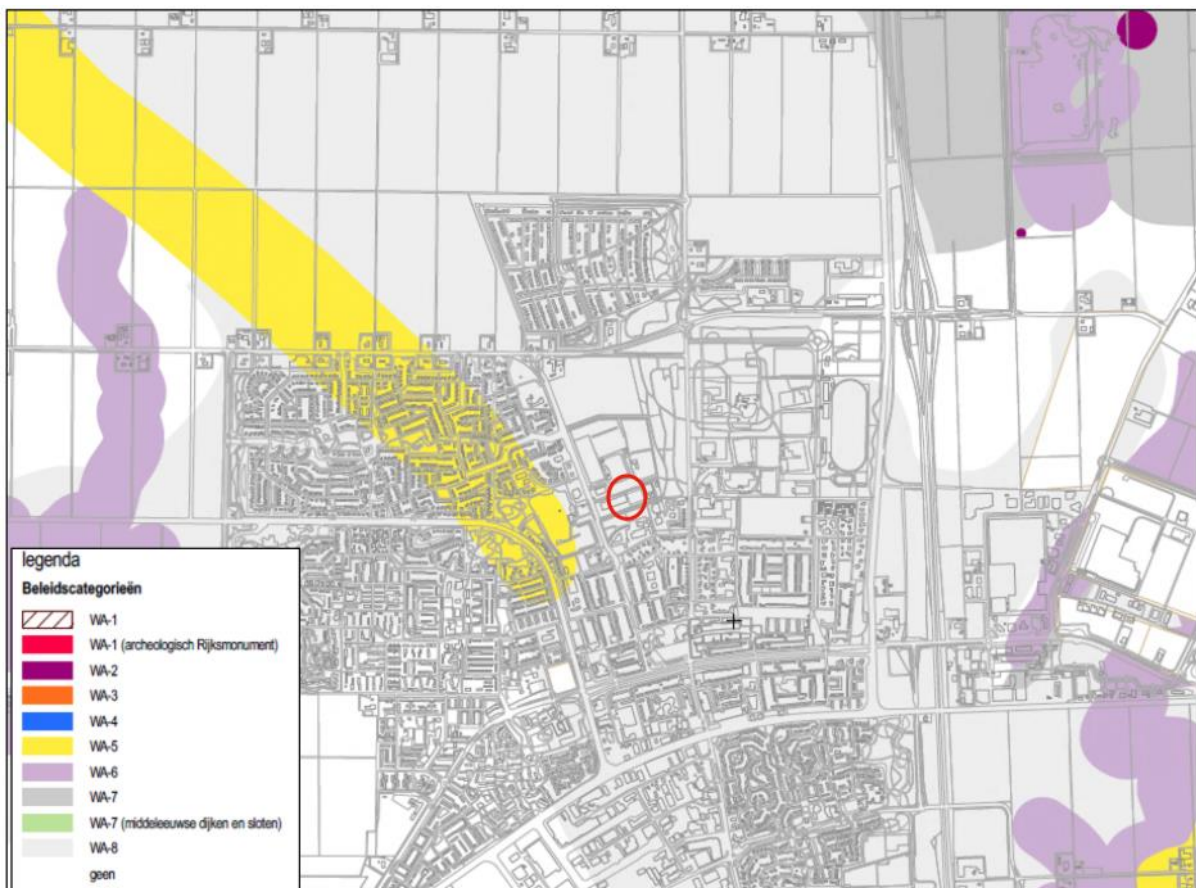 legenda
Beleidscategorieën
WA-1
WA-1 (archeologisch Rijksmonument)
WA-2
WA-3
WA-4
WA-5
WA-6
WA-7
WA-7 (middeleeuwse dijken en sloten)
WA-8
geen